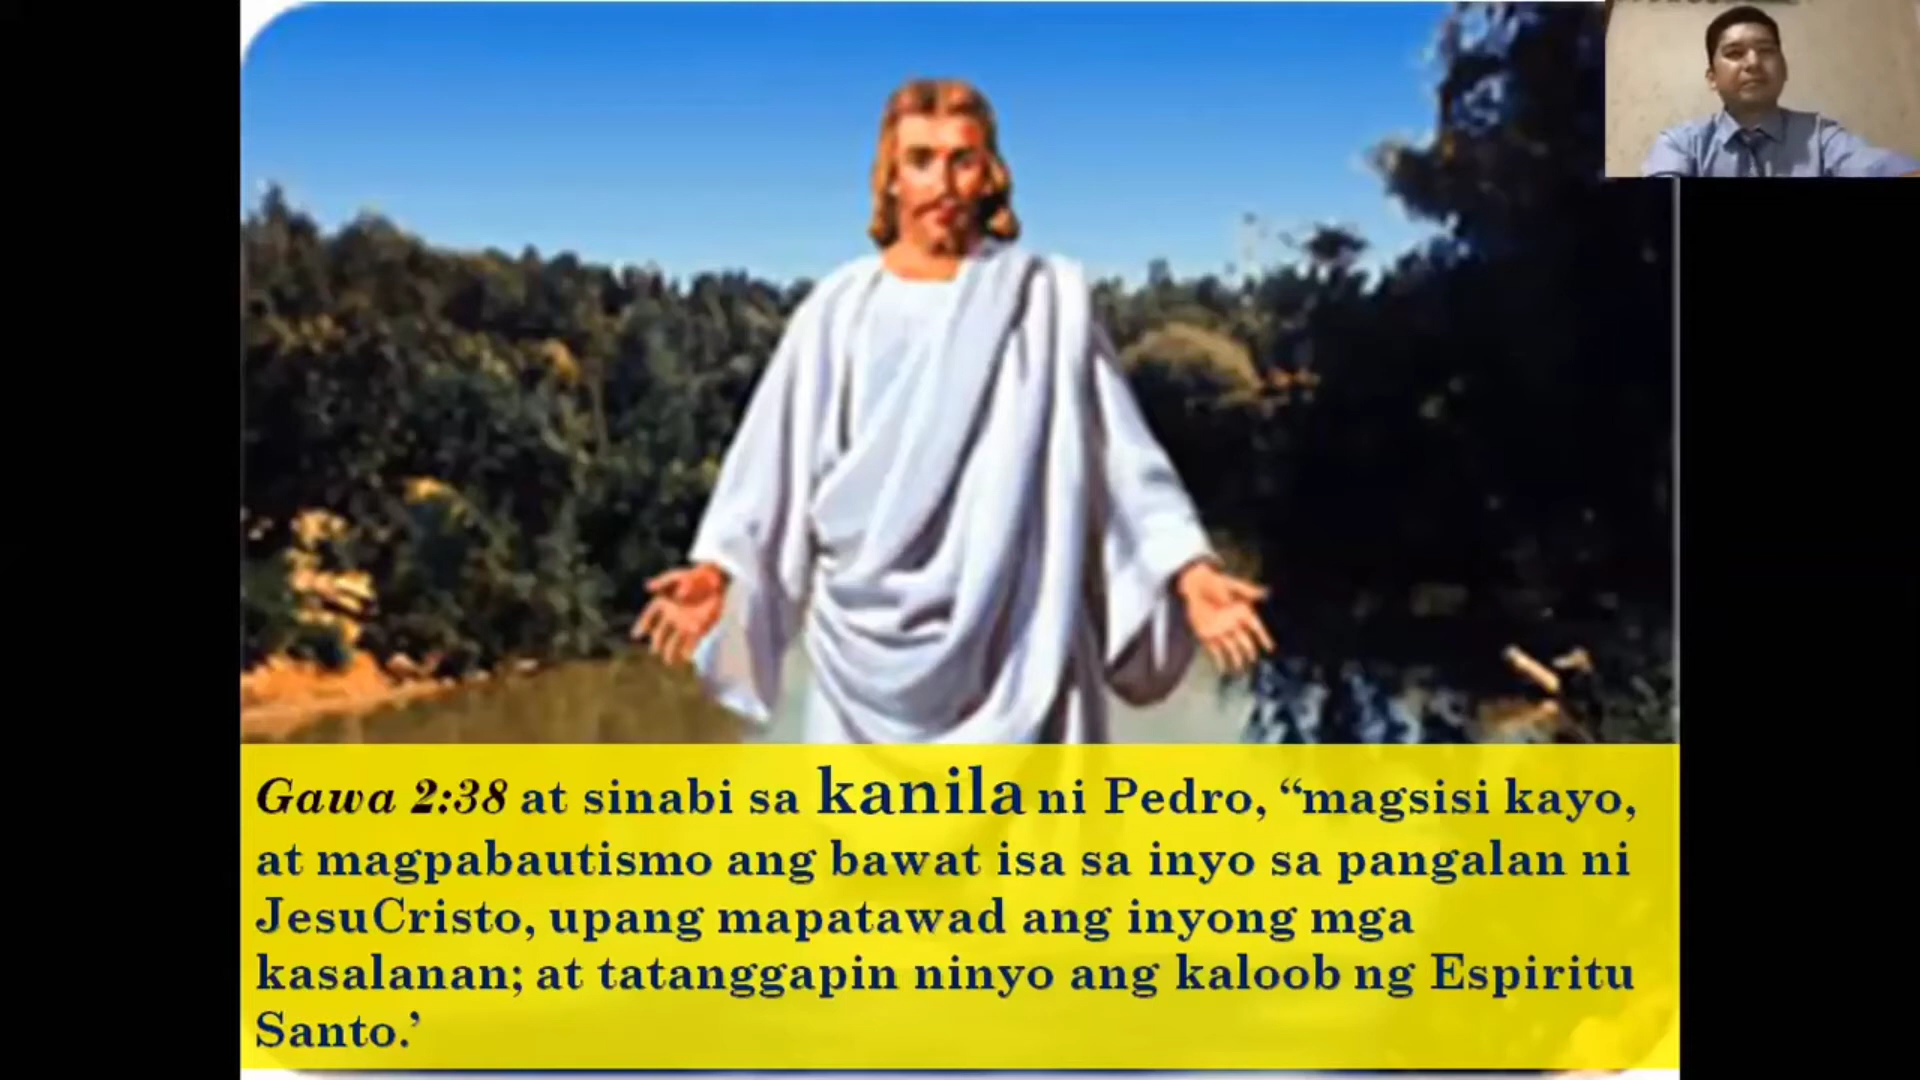 Gawa 2:38 at sinabi sa kanila ni Pedro, “magsisi kayo,
at magpabautismo ang bawat isa sa inyo sa pangalan ni
JesuCristo, upang mapatawad ang inyong mga
kasalanan; at tatanggapin ninyo ang kaloob ng Espiritu
Santo.’